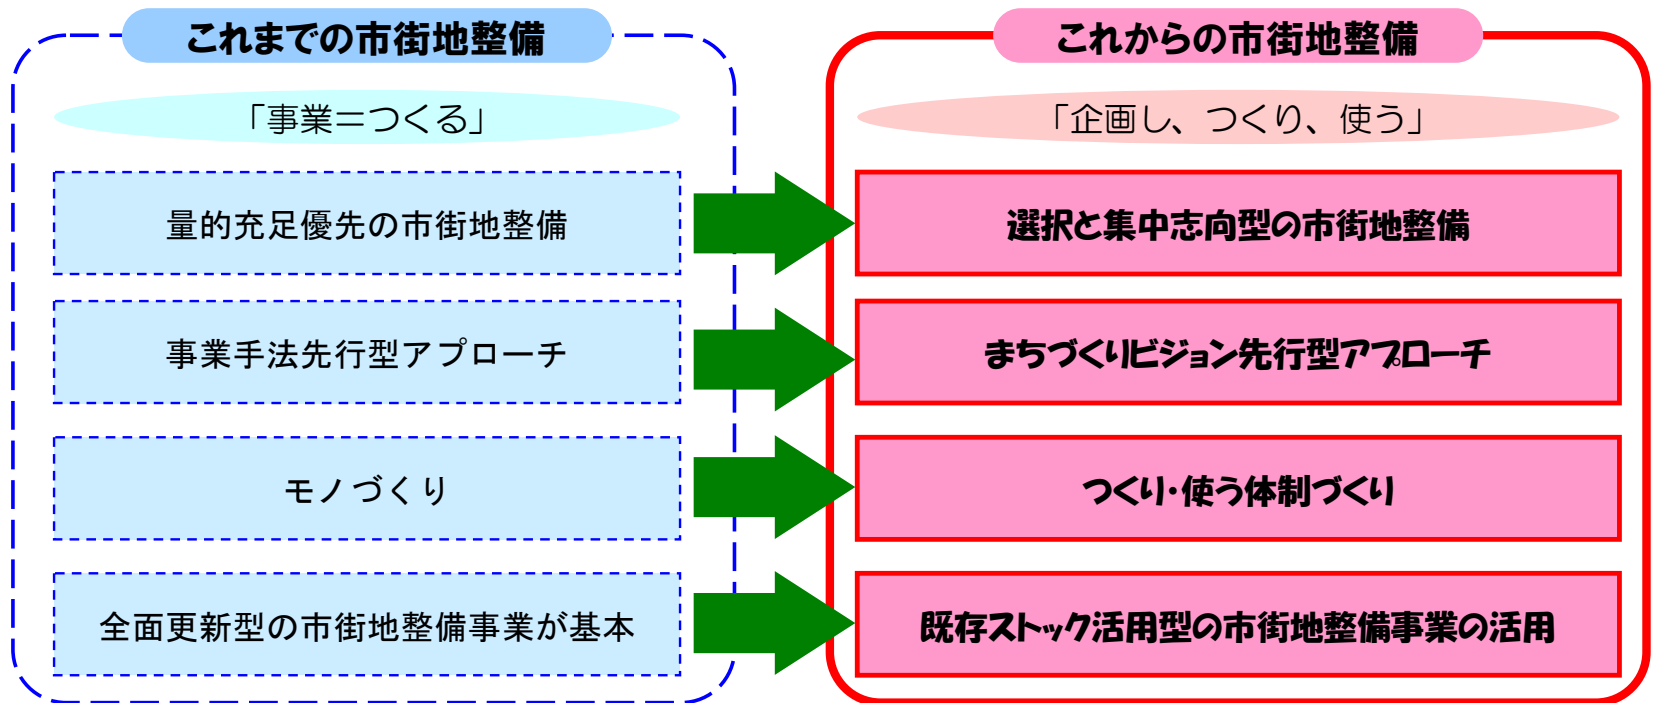 これまでの市街地整備
「事業＝つくる」
量的充足優先の市街地整備
事業手法先行型アプローチ
モノづくり
全面更新型の市街地整備事業が基本
これからの市街地整備
「企画し、つくり、使う」
選択と集中志向型の市街地整備
まちづくりビジョン先行型アプローチ
つくり・使う体制づくり
既存ストック活用型の市街地整備事業の活用